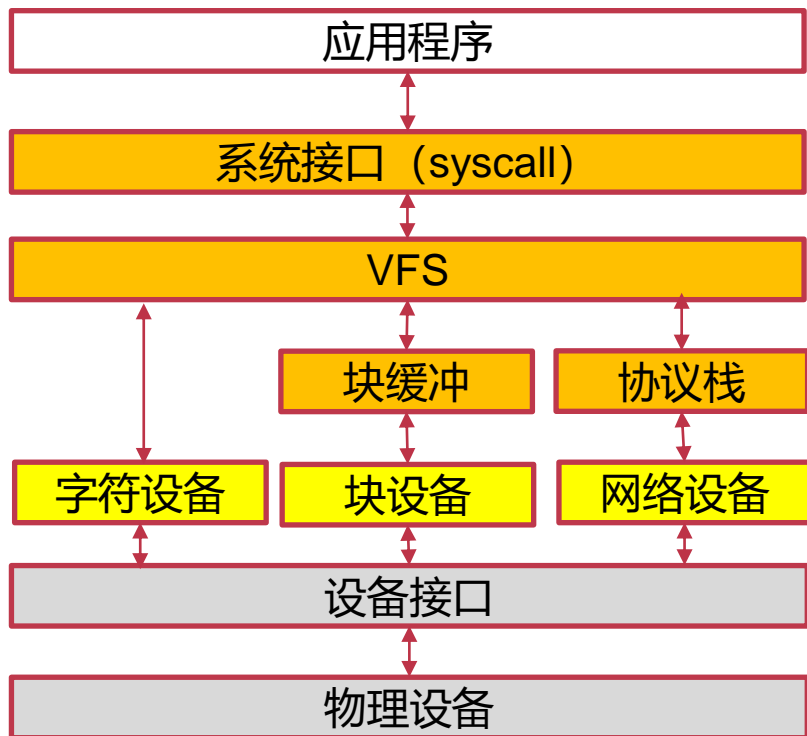 应用程序
系统接口（syscall）
VFS
块缓冲
协议栈
字符设备
块设备
网络设备
设备接口
物理设备